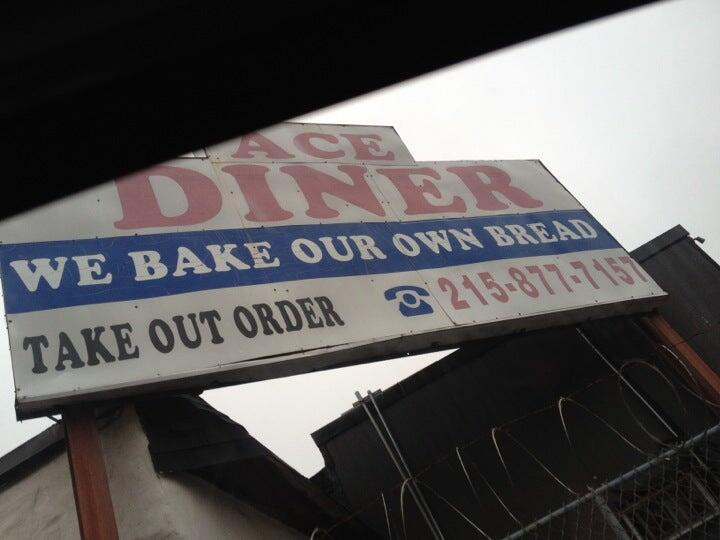 ACE
DINER
WE BAKE OUR OWN BREAD
TAKE OUT ORDER 215-877-7157